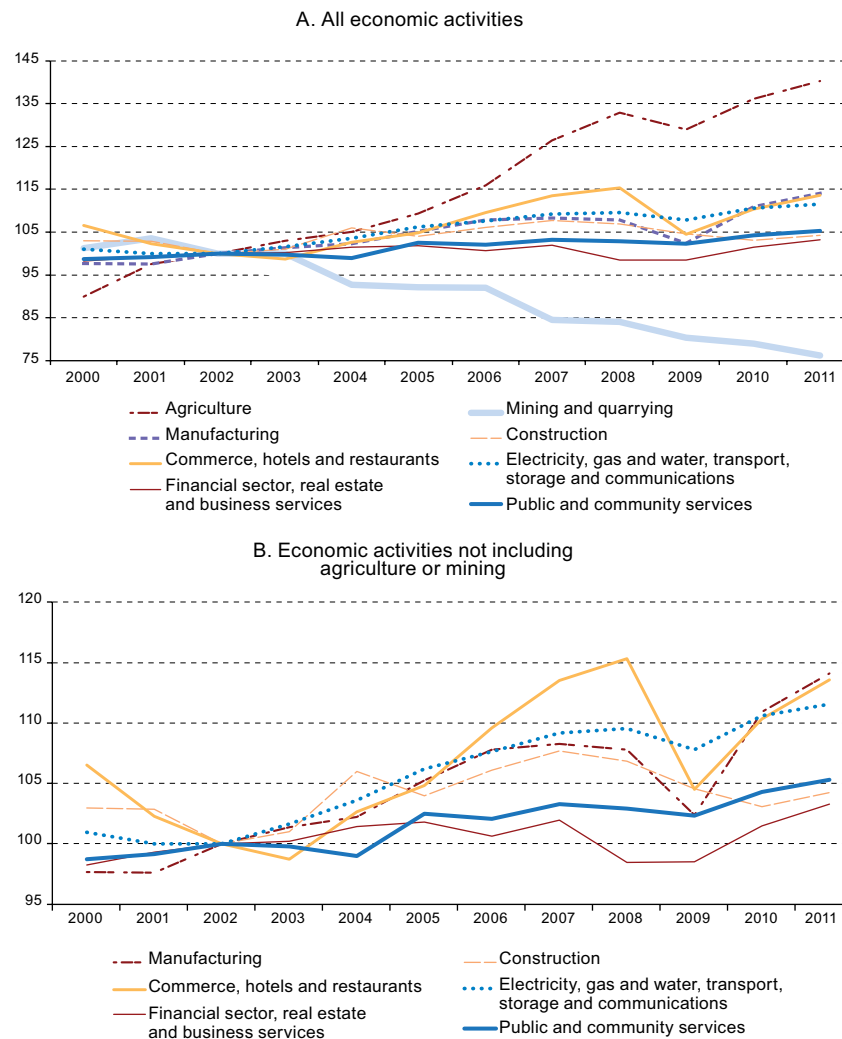 A. All economic activities
145
135
125
115
105
95
85
75
2000 2001 2002 2003 2004 2005 2006 2007 2008 2009 2010 2011
Agriculture
Mining and quarrying
Manufacturing
Construction
Commerce, hotels and restaurants
Electricity, gas and water, transport,
storage and communications
Financial sector, real estate
and business services
Public and community services
B. Economic activities not including
agriculture or mining
120
115
110
105
100
95
2000 2001 2002 2003 2004 2005 2006 2007 2008 2009 2010 2011
Manufacturing
Construction
Commerce, hotels and restaurants
Electricity, gas and water, transport,
storage and communications
Financial sector, real estate
and business services
Public and community services